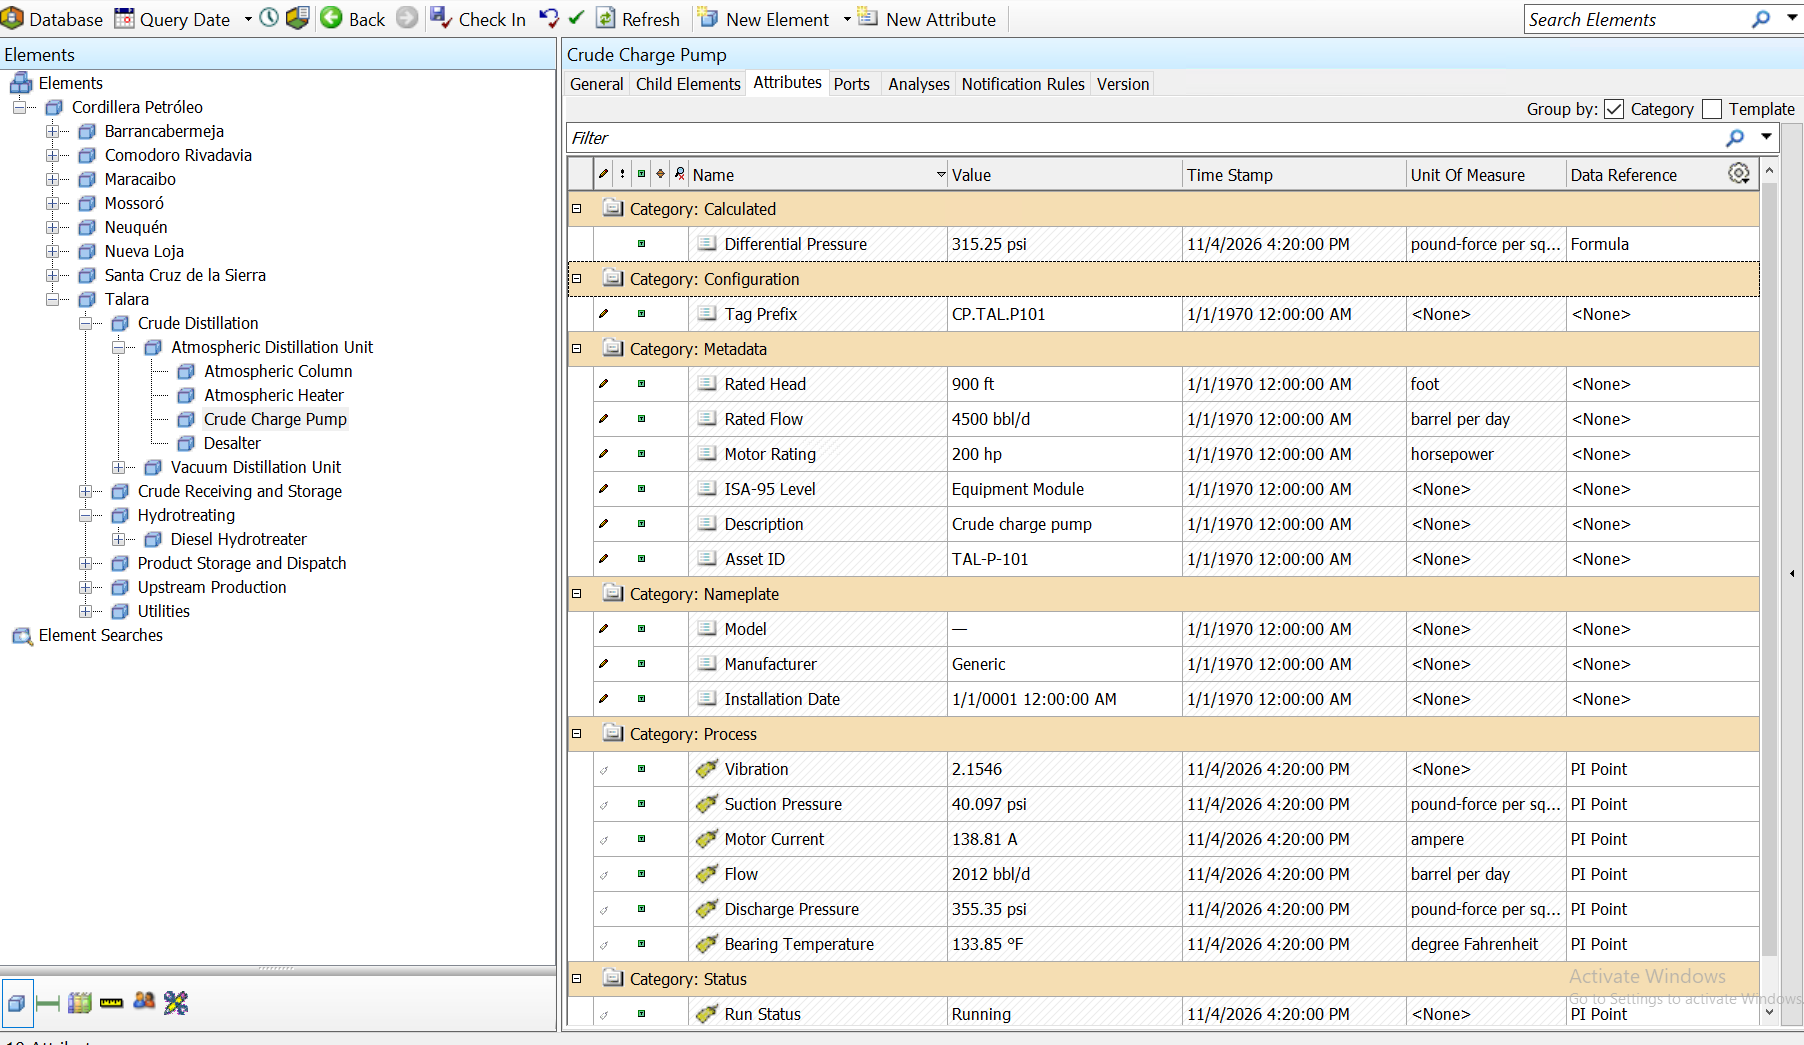 Database Query Date Back Check In Refresh New Element New Attribute Search Elements
Elements
Elements
Cordillera Petróleo
Barrancabermeja
Comodoro Rivadavia
Maracaibo
Mossoró
Neuquén
Nueva Loja
Santa Cruz de la Sierra
Talara
Crude Distillation
Atmospheric Distillation Unit
Atmospheric Column
Atmospheric Heater
Crude Charge Pump
Desalter
Vacuum Distillation Unit
Crude Receiving and Storage
Hydrotreating
Diesel Hydrotreater
Product Storage and Dispatch
Upstream Production
Utilities
Element Searches
Crude Charge Pump
General Child Elements Attributes Ports Analyses Notification Rules Version
Group by: Category Template
Filter
Name Value Time Stamp Unit Of Measure Data Reference
Category: Calculated
Differential Pressure 315.25 psi 11/4/2026 4:20:00 PM pound-force per sq... Formula
Category: Configuration
Tag Prefix CP.TAL.P101 1/1/1970 12:00:00 AM <None> <None>
Category: Metadata
Rated Head 900 ft 1/1/1970 12:00:00 AM foot <None>
Rated Flow 4500 bbl/d 1/1/1970 12:00:00 AM barrel per day <None>
Motor Rating 200 hp 1/1/1970 12:00:00 AM horsepower <None>
ISA-95 Level Equipment Module 1/1/1970 12:00:00 AM <None> <None>
Description Crude charge pump 1/1/1970 12:00:00 AM <None> <None>
Asset ID TAL-P-101 1/1/1970 12:00:00 AM <None> <None>
Category: Nameplate
Model — 1/1/1970 12:00:00 AM <None> <None>
Manufacturer Generic 1/1/1970 12:00:00 AM <None> <None>
Installation Date 1/1/0001 12:00:00 AM 1/1/1970 12:00:00 AM <None> <None>
Category: Process
Vibration 2.1546 11/4/2026 4:20:00 PM <None> PI Point
Suction Pressure 40.097 psi 11/4/2026 4:20:00 PM pound-force per sq... PI Point
Motor Current 138.81 A 11/4/2026 4:20:00 PM ampere PI Point
Flow 2012 bbl/d 11/4/2026 4:20:00 PM barrel per day PI Point
Discharge Pressure 355.35 psi 11/4/2026 4:20:00 PM pound-force per sq... PI Point
Bearing Temperature 133.85 °F 11/4/2026 4:20:00 PM degree Fahrenheit PI Point
Category: Status
Run Status Running 11/4/2026 4:20:00 PM <None> PI Point
Activate Windows
Go to Settings to activate Windows.